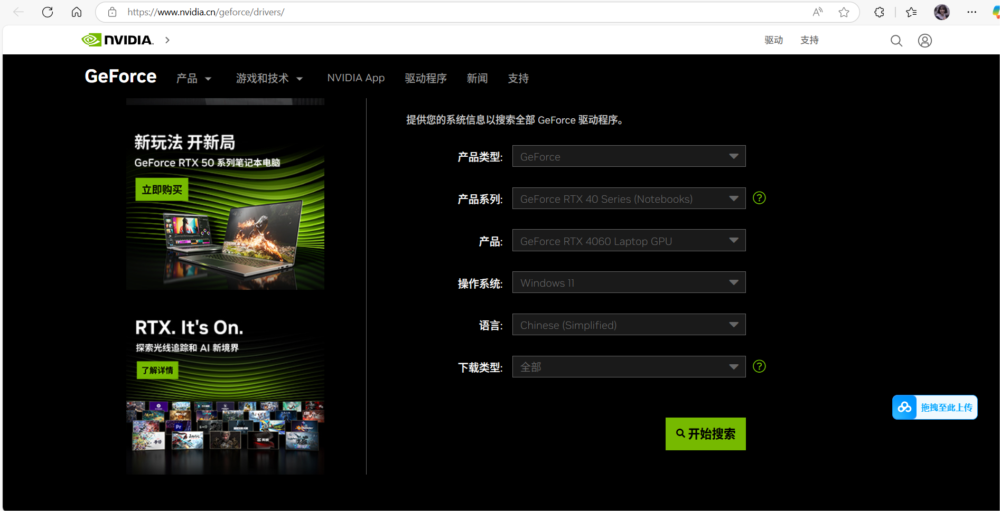 https://www.nvidia.cn/geforce/drivers/
NVIDIA.
驱动
支持
GeForce
产品
游戏和技术
NVIDIA App
驱动程序
新闻
支持
新玩法 开新局
GeForce RTX 50 系列笔记本电脑
立即购买
RTX. It's On.
探索光线追踪和 AI 新境界
了解详情
Pr
提供您的系统信息以搜索全部 GeForce 驱动程序。
产品类型:
GeForce
产品系列:
GeForce RTX 40 Series (Notebooks)
产品:
GeForce RTX 4060 Laptop GPU
操作系统:
Windows 11
语言:
Chinese (Simplified)
下载类型:
全部
开始搜索
拖拽至此上传